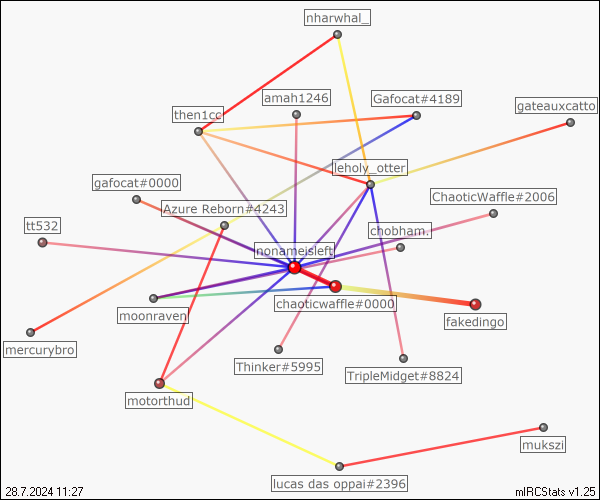 nharwhal_
amah1246
Gafocat#4189
then1cc
gateauxcatto
leholy_otter
gafocat#0000
ChaoticWaffle#2006
Azure Reborn#4243
tt532
chobham.
nonameisleft
chaoticwaffle#0000
moonraven
fakedingo
mercurybro
Thinker#5995
TripleMidget#8824
motorthud
mukszi
lucas das oppai#2396
28.7.2024 11:27
mIRCStats v1.25